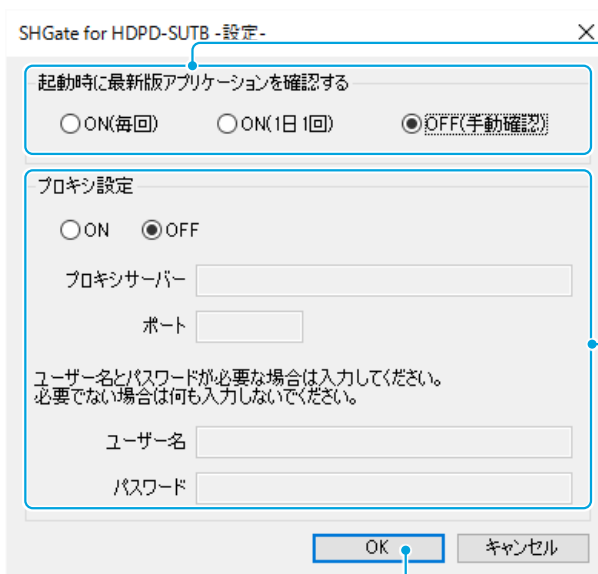 SHGate for HDPD-SUTB -設定-
起動時に最新版アプリケーションを確認する
ON(毎回) ON(1日1回) OFF(手動確認)
プロキシ設定
ON OFF
プロキシサーバー
ポート
ユーザー名とパスワードが必要な場合は入力してください。
必要でない場合は何も入力しないでください。
ユーザー名
パスワード
OK キャンセル